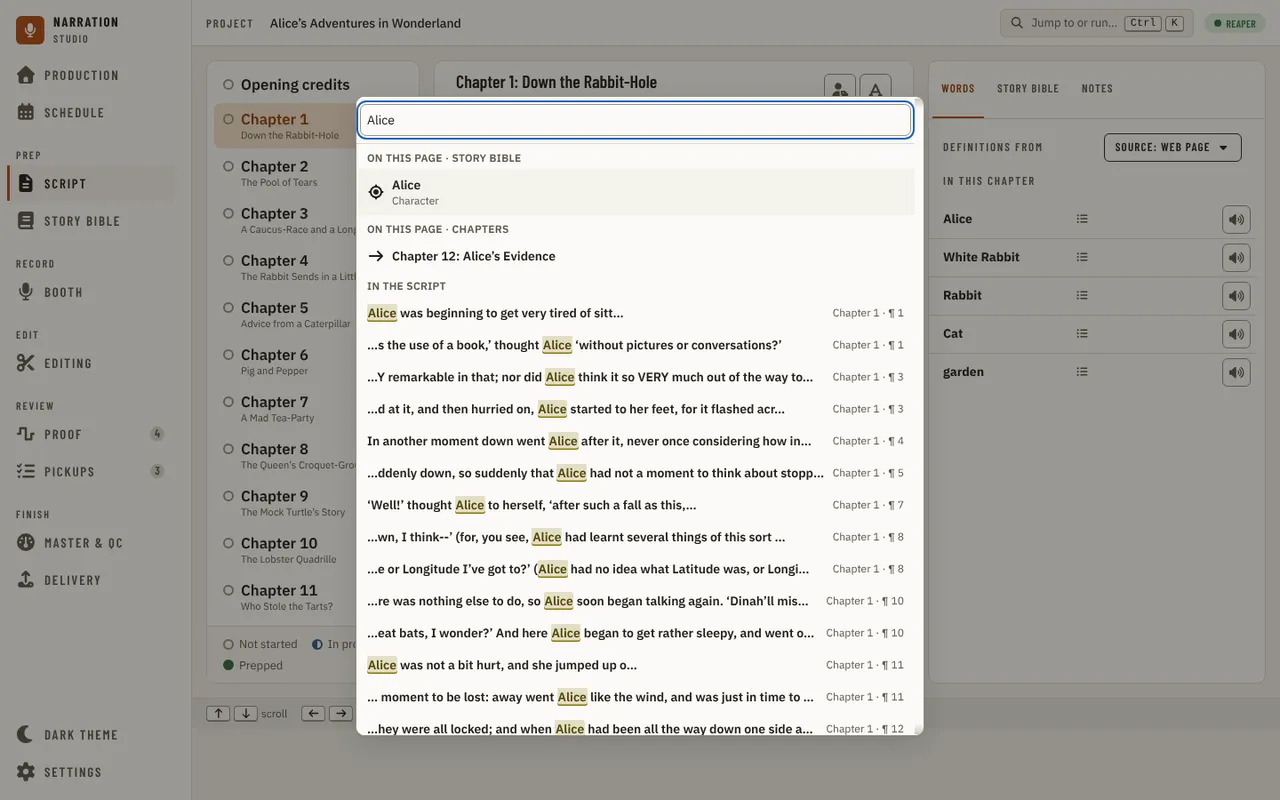 NARRATION
STUDIO
PROJECT Alice’s Adventures in Wonderland
Jump to or run... Ctrl K
REAPER
PRODUCTION
SCHEDULE
PREP
SCRIPT
STORY BIBLE
RECORD
BOOTH
EDIT
EDITING
REVIEW
PROOF 4
PICKUPS 3
FINISH
MASTER & QC
DELIVERY
DARK THEME
SETTINGS
Opening credits
Chapter 1
Down the Rabbit-Hole
Chapter 2
The Pool of Tears
Chapter 3
A Caucus-Race and a Long
Chapter 4
The Rabbit Sends in a
Chapter 5
Advice from a Caterpillar
Chapter 6
Pig and Pepper
Chapter 7
A Mad Tea-Party
Chapter 8
The Queen’s
Chapter 9
The Mock Turtle’s Story
Chapter 10
The Lobster Quadrille
Chapter 11
Who Stole the Tarts?
Not started In
Prepped
↑ ↓ scroll ← →
Chapter 1: Down the Rabbit-Hole
A
Alice
ON THIS PAGE · STORY BIBLE
Alice
Character
ON THIS PAGE · CHAPTERS
→ Chapter 12: Alice’s Evidence
IN THE SCRIPT
Alice was beginning to get very tired of sitt... Chapter 1 · ¶ 1
...s the use of a book,’ thought Alice ‘without pictures or conversations?’ Chapter 1 · ¶ 1
...Y remarkable in that; nor did Alice think it so VERY much out of the way to... Chapter 1 · ¶ 3
...d at it, and then hurried on, Alice started to her feet, for it flashed acr... Chapter 1 · ¶ 3
In another moment down went Alice after it, never once considering how in... Chapter 1 · ¶ 4
...ddenly down, so suddenly that Alice had not a moment to think about stopp... Chapter 1 · ¶ 5
‘Well!’ thought Alice to herself, ‘after such a fall as this,... Chapter 1 · ¶ 7
...wn, I think--’ (for, you see, Alice had learnt several things of this sort ... Chapter 1 · ¶ 8
...e or Longitude I’ve got to?’ (Alice had no idea what Latitude was, or Longi... Chapter 1 · ¶ 8
...re was nothing else to do, so Alice soon began talking again. ‘Dinah’ll mis... Chapter 1 · ¶ 10
...eat bats, I wonder?’ And here Alice began to get rather sleepy, and went o... Chapter 1 · ¶ 10
Alice was not a bit hurt, and she jumped up o... Chapter 1 · ¶ 11
... moment to be lost: away went Alice like the wind, and was just in time to ... Chapter 1 · ¶ 11
...hey were all locked; and when Alice had been all the way down one side a... Chapter 1 · ¶ 12
WORDS STORY BIBLE NOTES
DEFINITIONS FROM SOURCE: WEB PAGE
IN THIS CHAPTER
Alice
White Rabbit
Rabbit
Cat
garden